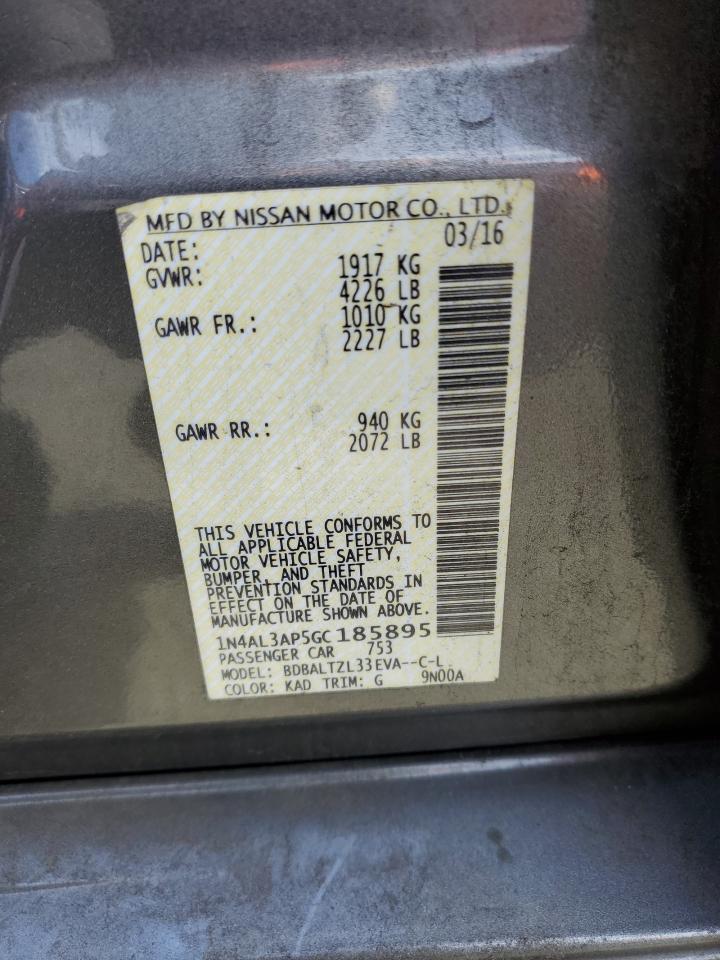 MFD BY NISSAN MOTOR CO., LTD.
DATE: 03/16
GVWR: 1917 KG
4226 LB
GAWR FR.: 1010 KG
2227 LB
GAWR RR.: 940 KG
2072 LB
THIS VEHICLE CONFORMS TO
ALL APPLICABLE FEDERAL
MOTOR VEHICLE SAFETY,
BUMPER, AND THEFT
PREVENTION STANDARDS IN
EFFECT ON THE DATE OF
MANUFACTURE SHOWN ABOVE.
1N4AL3AP5GC185895
PASSENGER CAR 753
MODEL: BDBALTZL33EVA--C-L
COLOR: KAD TRIM: G 9N00A